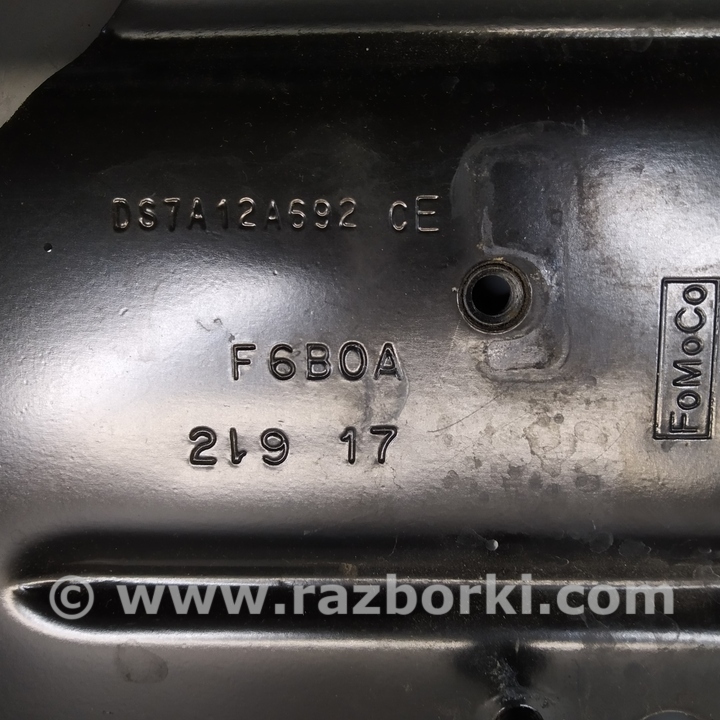 DS7A12A692 CE
F6B0A
219 17
FoMoCo
© www.razborki.com